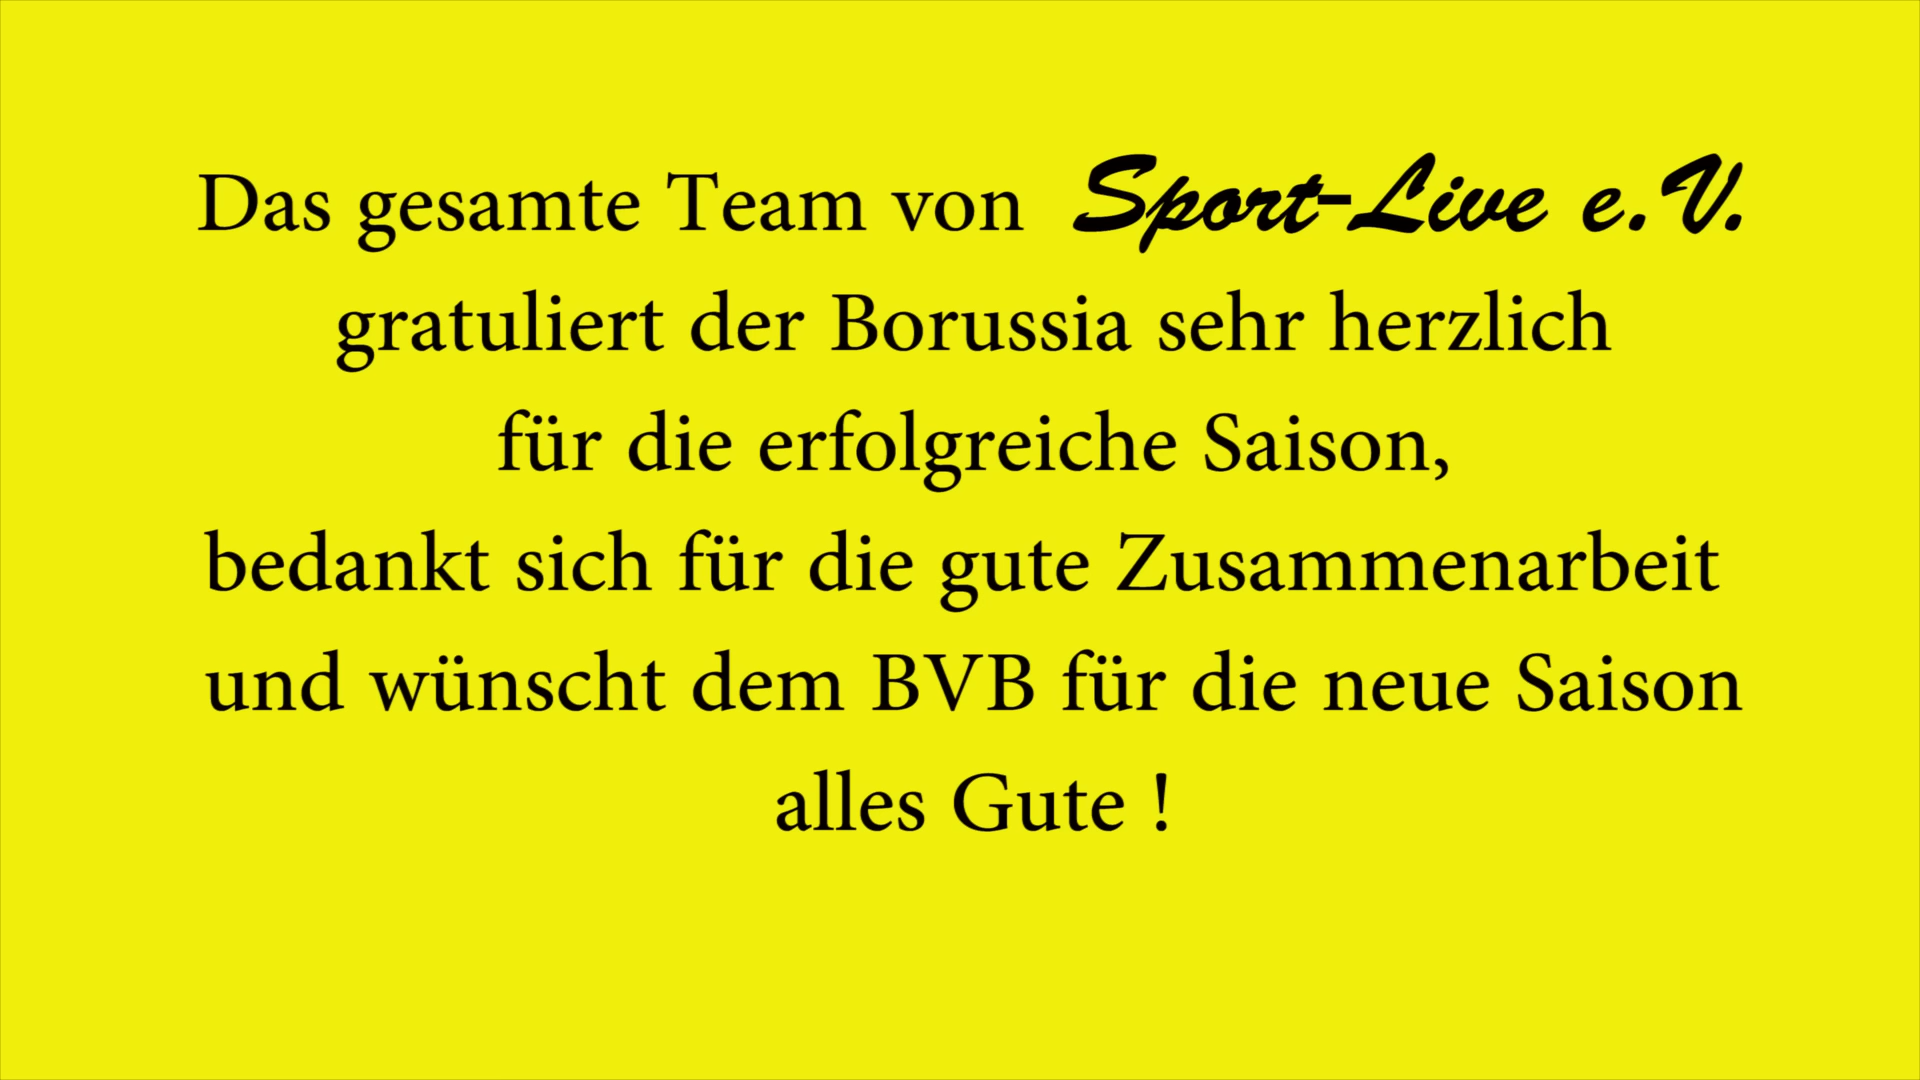 Das gesamte Team von Sport-Live e.V.
gratuliert der Borussia sehr herzlich
für die erfolgreiche Saison,
bedankt sich für die gute Zusammenarbeit
und wünscht dem BVB für die neue Saison
alles Gute !